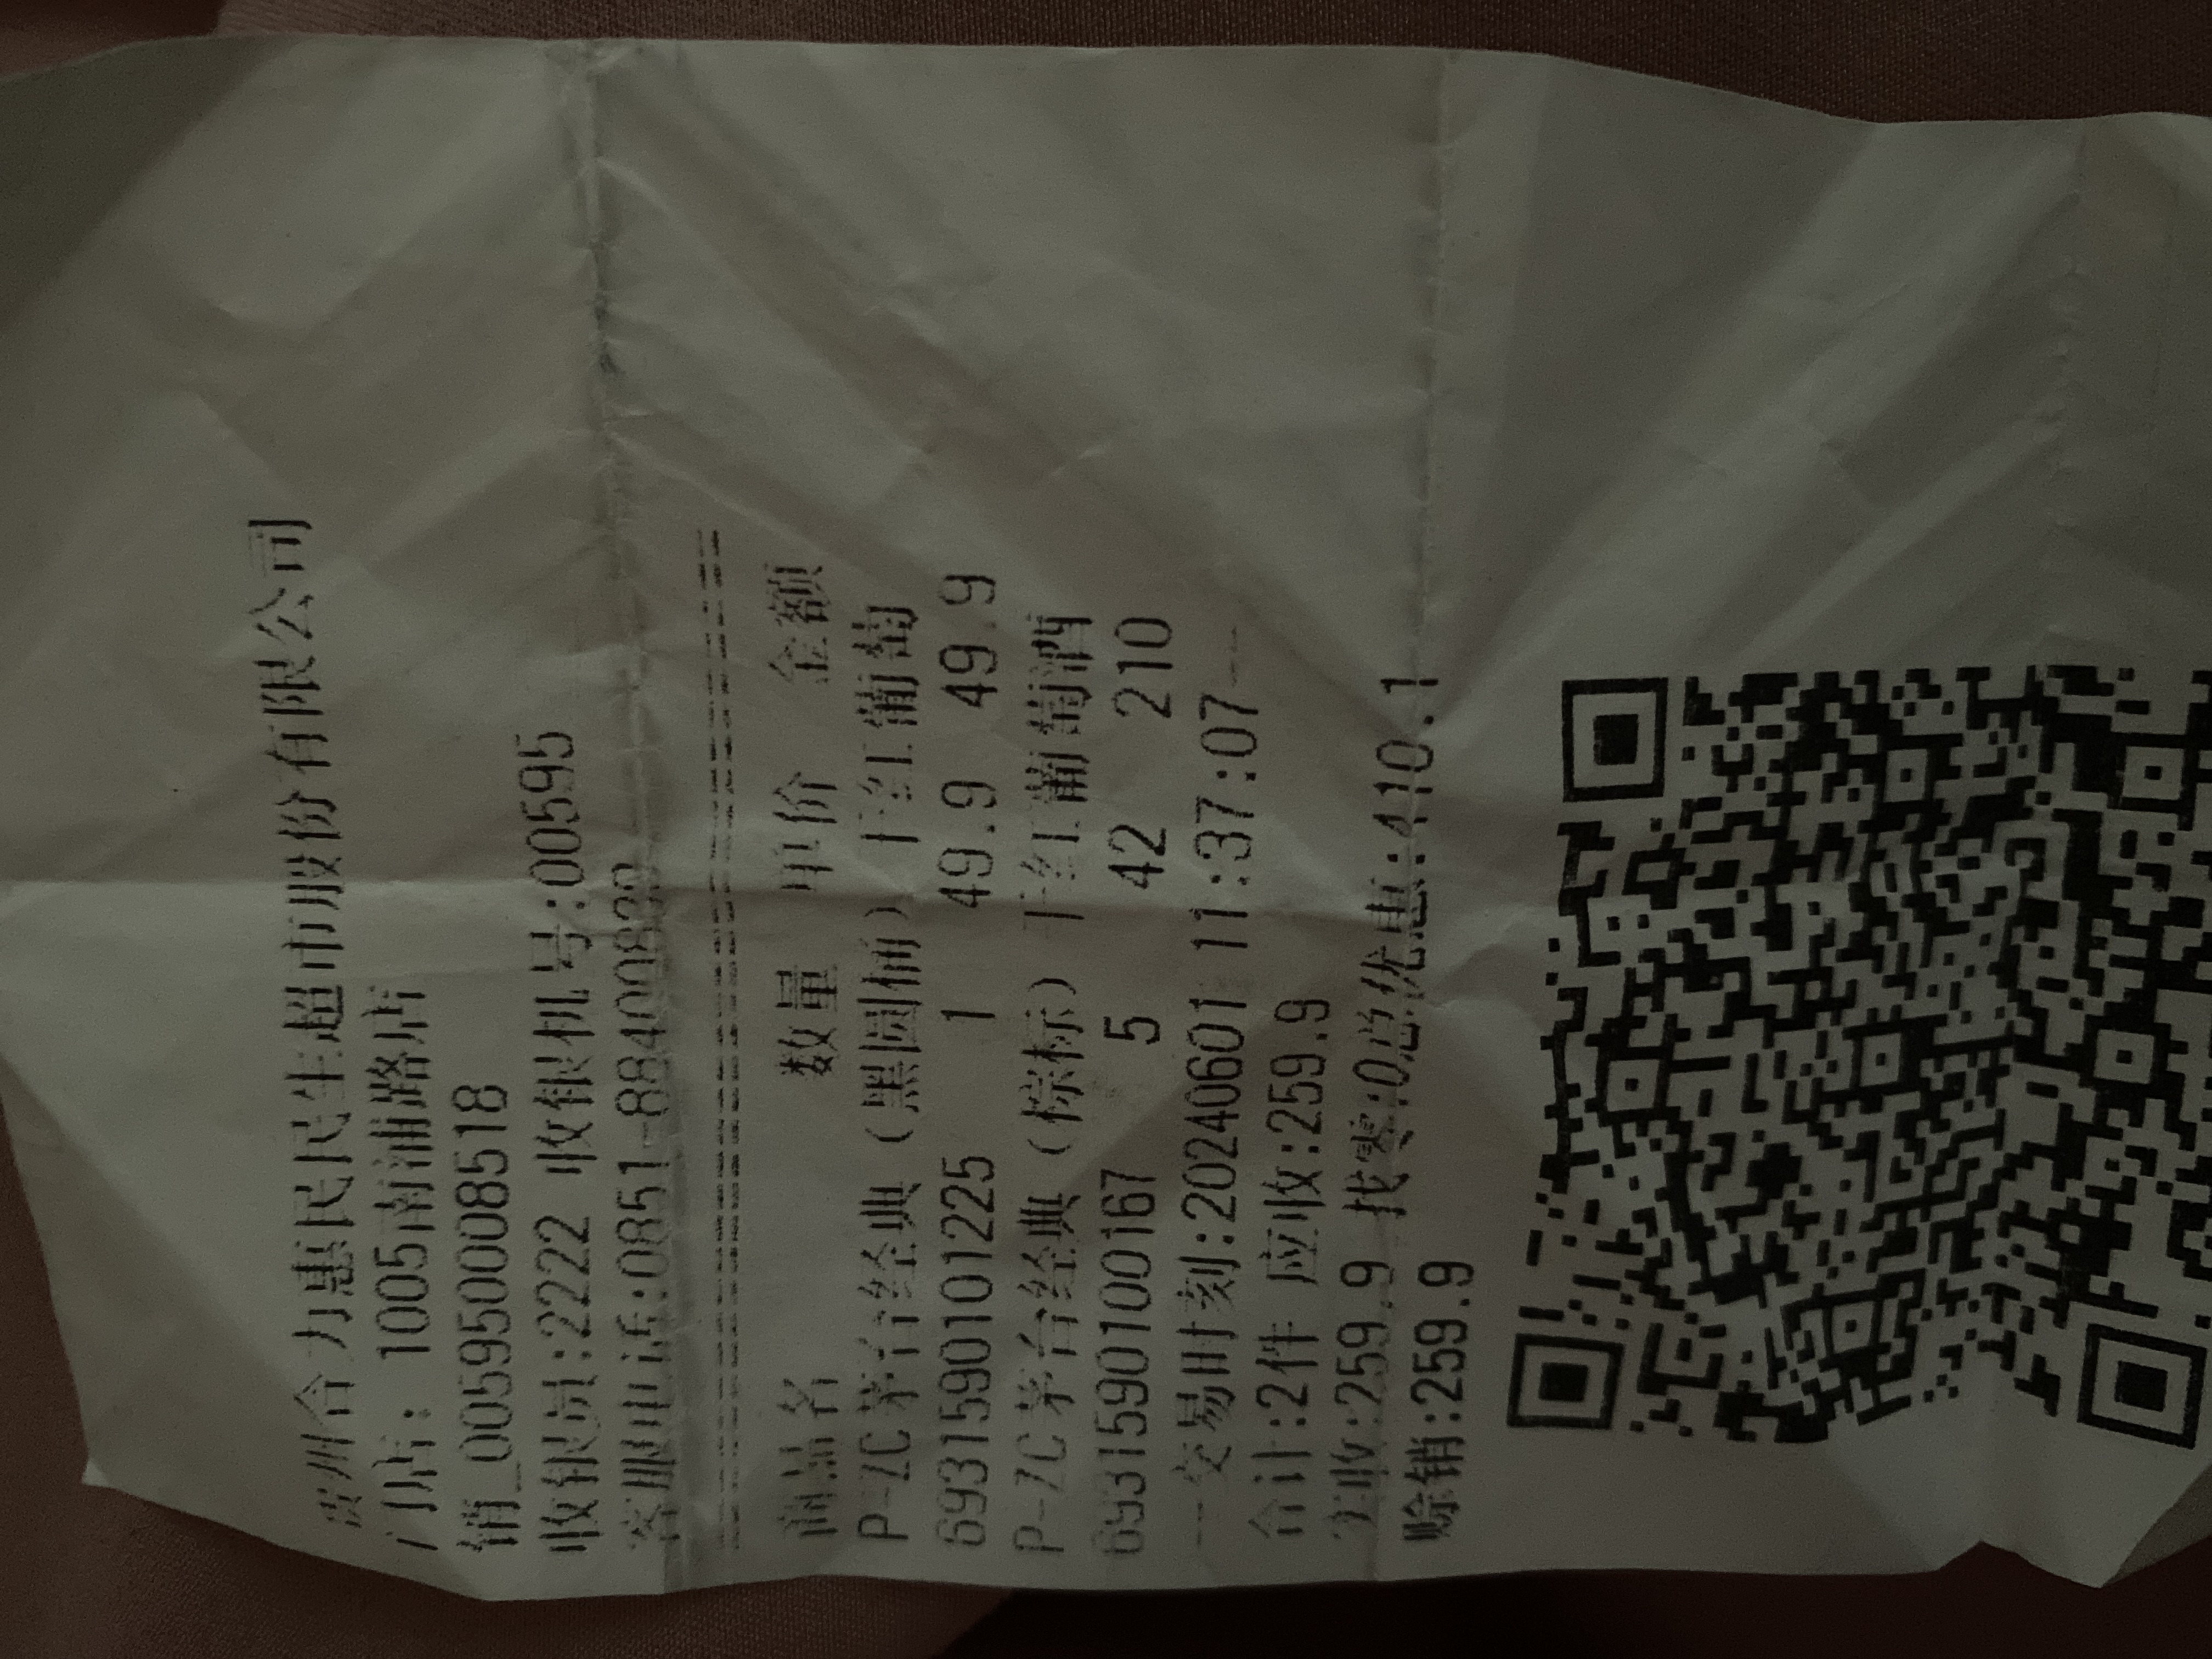 贵州合力惠民民生超市股份有限公司
门店: 1005南浦路店
销_0059500085​18
收银员:2222 收银机号:00595
客服电话:0851-8840083
商品名 数量 单价 金额
P-ZC茅台经典（黑圆柄）干红葡萄
6931590101225 1 49.9 49.9
P-ZC茅台经典（棕标）干红葡萄酒
6931590100167 5 42 210
--交易时刻:20240601 11:37:07--
合计:2件 应收:259.9
实收:259.9 找零:0总优惠:410.1
赊销:259.9